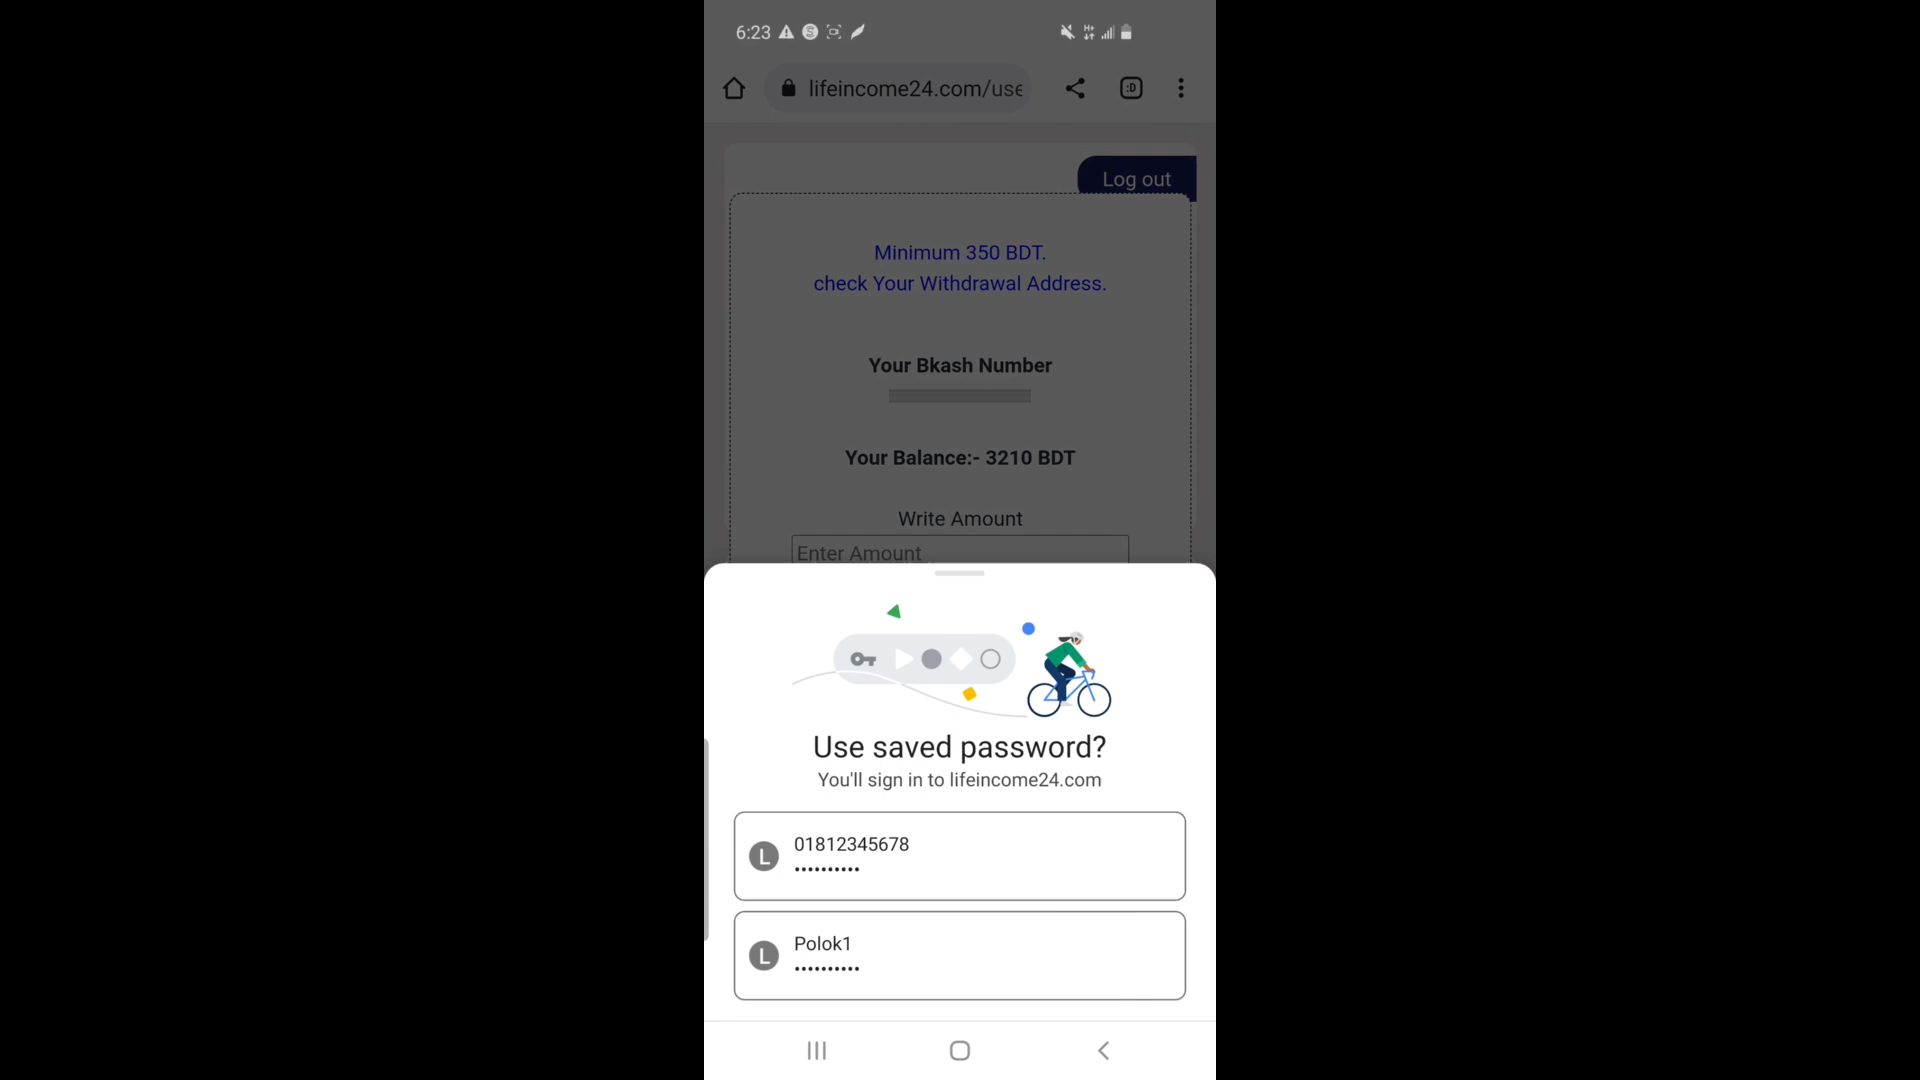 6:23
lifeincome24.com/use
Log out
Minimum 350 BDT.
check Your Withdrawal Address.
Your Bkash Number
Your Balance:- 3210 BDT
Write Amount
Enter Amount
Use saved password?
You'll sign in to lifeincome24.com
L
01812345678
••••••••••
L
Polok1
••••••••••